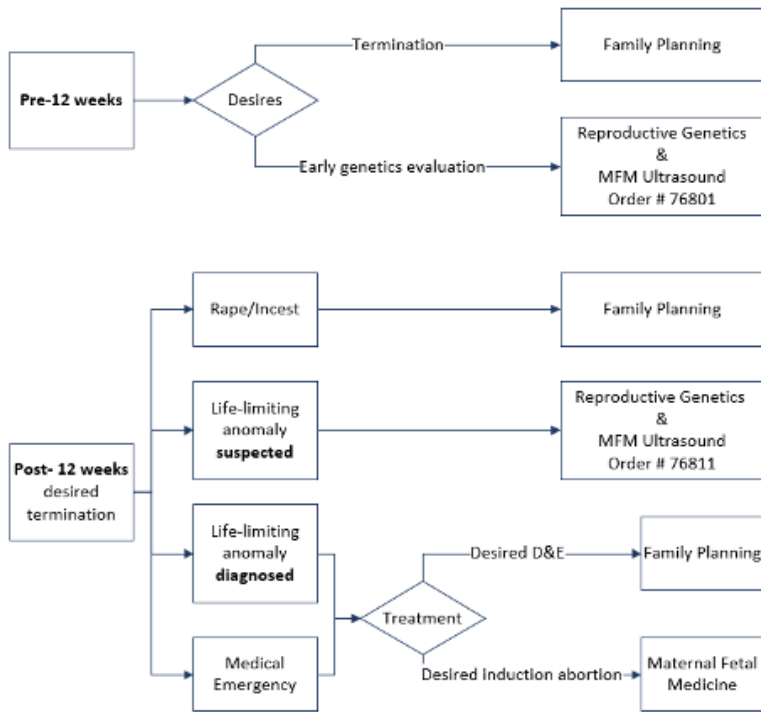 Termination
Family Planning
Pre-12 weeks
Desires
Early genetics evaluation
Reproductive Genetics
&
MFM Ultrasound
Order # 76801
Rape/Incest
Family Planning
Life-limiting
anomaly
suspected
Reproductive Genetics
&
MFM Ultrasound
Order # 76811
Post- 12 weeks
desired
termination
Life-limiting
anomaly
diagnosed
Desired D&E
Family Planning
Treatment
Medical
Emergency
Desired induction abortion
Maternal Fetal
Medicine